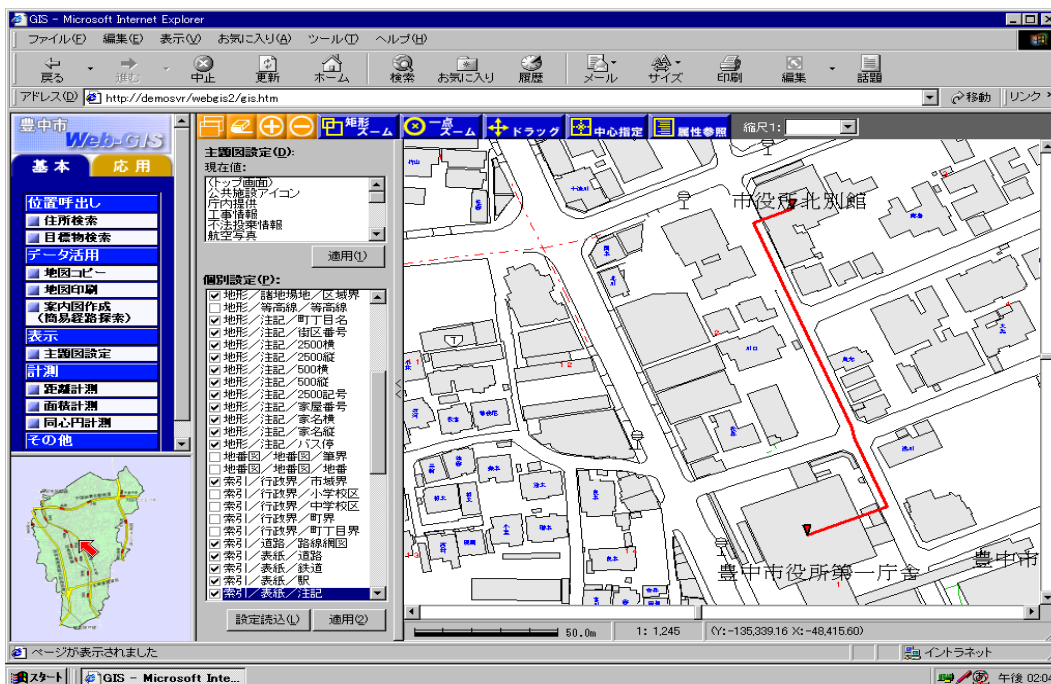 GIS - Microsoft Internet Explorer
ファイル(F) 編集(E) 表示(V) お気に入り(A) ツール(T) ヘルプ(H)
戻る 進む 中止 更新 ホーム 検索 お気に入り 履歴 メール サイズ 印刷 編集 話題
アドレス(D) http://demosvr/webgis2/gis.htm 移動 リンク »
豊中市
Web-GIS
基本 応用
位置呼出し
住所検索
目標物検索
データ活用
地図コピー
地図印刷
案内図作成
(簡易経路探索)
表示
主題図設定
計測
距離計測
面積計測
同心円計測
その他
矩形ズーム 一点ズーム ドラッグ 中心指定 属性参照 縮尺1:
主題図設定(D):
現在値:
(トップ画面)
公共施設アイコン
庁内提供
工事情報
不法投棄情報
航空写真
適用(1)
個別設定(P):
地形/諸地場地/区域界
地形/等高線/等高線
地形/注記/町丁目名
地形/注記/街区番号
地形/注記/2500横
地形/注記/2500縦
地形/注記/500横
地形/注記/500縦
地形/注記/2500記号
地形/注記/家屋番号
地形/注記/家名横
地形/注記/家名縦
地形/注記/バス停
地番図/地番図/筆界
地番図/地番図/地番
索引/行政界/市域界
索引/行政界/小学校区
索引/行政界/中学校区
索引/行政界/町界
索引/行政界/町丁目界
索引/道路/路線網図
索引/表紙/道路
索引/表紙/鉄道
索引/表紙/駅
索引/表紙/注記
設定読込(L) 適用(2)
市役所北別館
豊中市役所第一庁舎
豊中市
50.0m 1: 1,245 (Y:-135,339.16 X:-48,415.60)
ページが表示されました イントラネット
スタート GIS - Microsoft Inte... 午後 02:04